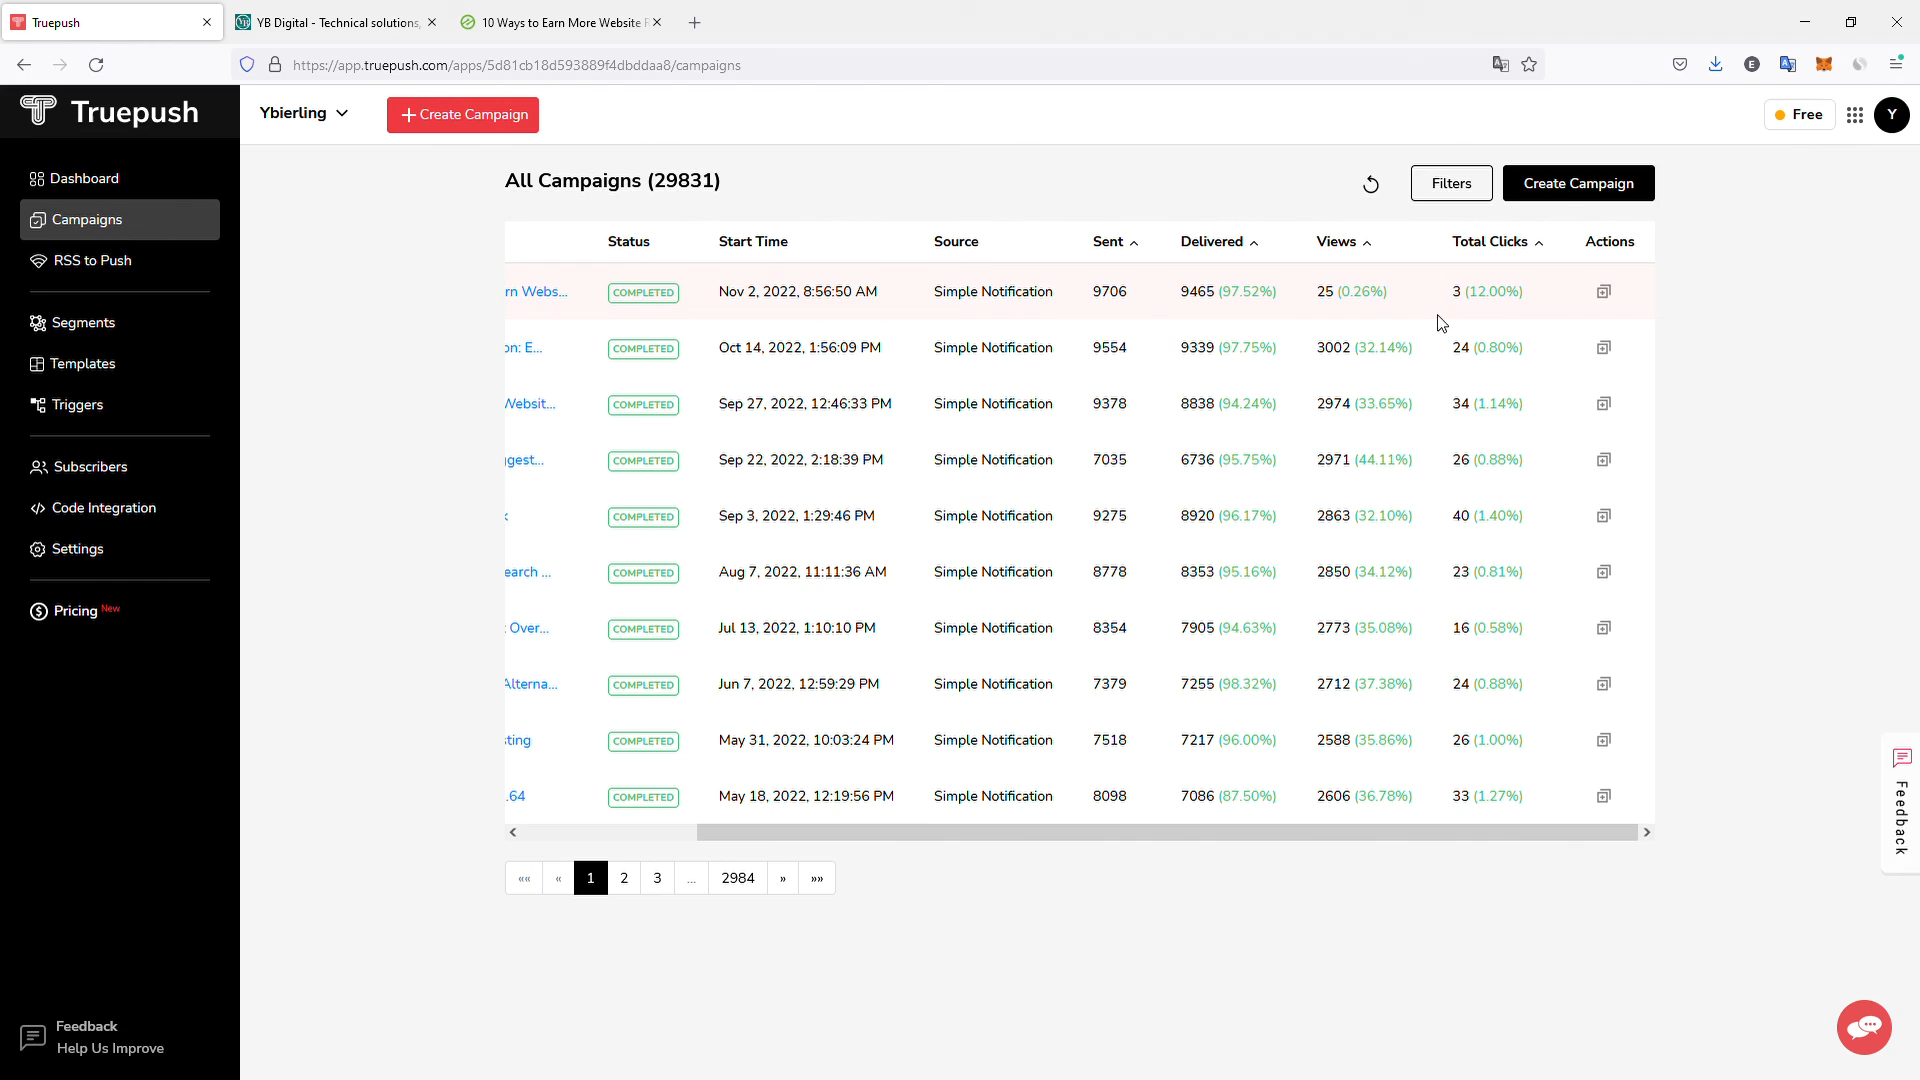 Truepush
YB Digital - Technical solutions,
10 Ways to Earn More Website R
https://app.truepush.com/apps/5d81cb18d593889f4dbddaa8/campaigns
E
Truepush
Ybierling
+ Create Campaign
Free
Y
Dashboard
Campaigns
RSS to Push
Segments
Templates
Triggers
Subscribers
Code Integration
Settings
Pricing New
Feedback
Help Us Improve
All Campaigns (29831)
Filters
Create Campaign
Status Start Time Source Sent Delivered Views Total Clicks Actions
rn Webs... COMPLETED Nov 2, 2022, 8:56:50 AM Simple Notification 9706 9465 (97.52%) 25 (0.26%) 3 (12.00%)
on: E... COMPLETED Oct 14, 2022, 1:56:09 PM Simple Notification 9554 9339 (97.75%) 3002 (32.14%) 24 (0.80%)
Websit... COMPLETED Sep 27, 2022, 12:46:33 PM Simple Notification 9378 8838 (94.24%) 2974 (33.65%) 34 (1.14%)
ggest... COMPLETED Sep 22, 2022, 2:18:39 PM Simple Notification 7035 6736 (95.75%) 2971 (44.11%) 26 (0.88%)
COMPLETED Sep 3, 2022, 1:29:46 PM Simple Notification 9275 8920 (96.17%) 2863 (32.10%) 40 (1.40%)
earch ... COMPLETED Aug 7, 2022, 11:11:36 AM Simple Notification 8778 8353 (95.16%) 2850 (34.12%) 23 (0.81%)
: Over... COMPLETED Jul 13, 2022, 1:10:10 PM Simple Notification 8354 7905 (94.63%) 2773 (35.08%) 16 (0.58%)
Alterna... COMPLETED Jun 7, 2022, 12:59:29 PM Simple Notification 7379 7255 (98.32%) 2712 (37.38%) 24 (0.88%)
sting COMPLETED May 31, 2022, 10:03:24 PM Simple Notification 7518 7217 (96.00%) 2588 (35.86%) 26 (1.00%)
.64 COMPLETED May 18, 2022, 12:19:56 PM Simple Notification 8098 7086 (87.50%) 2606 (36.78%) 33 (1.27%)
«« « 1 2 3 ... 2984 » »»
Feedback